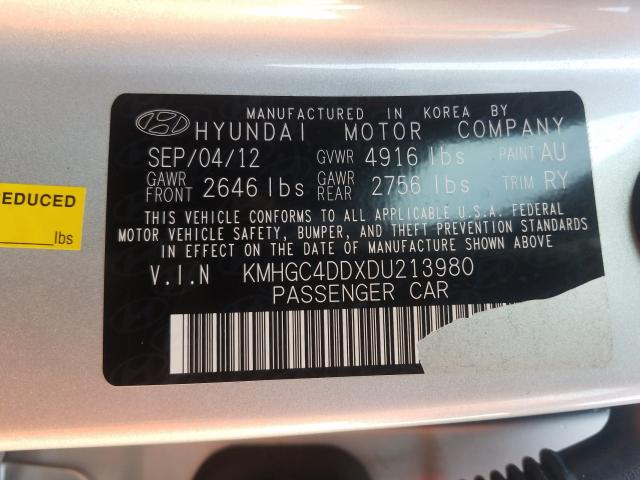 MANUFACTURED IN KOREA BY
HYUNDAI MOTOR COMPANY
SEP/04/12 GVWR 4916 lbs PAINT AU
GAWR FRONT 2646 lbs GAWR REAR 2756 lbs TRIM RY
THIS VEHICLE CONFORMS TO ALL APPLICABLE U.S.A. FEDERAL
MOTOR VEHICLE SAFETY, BUMPER, AND THEFT PREVENTION STANDARDS
IN EFFECT ON THE DATE OF MANUFACTURE SHOWN ABOVE.
V.I.N KMHGC4DDXDU213980
PASSENGER CAR
REDUCED
lbs